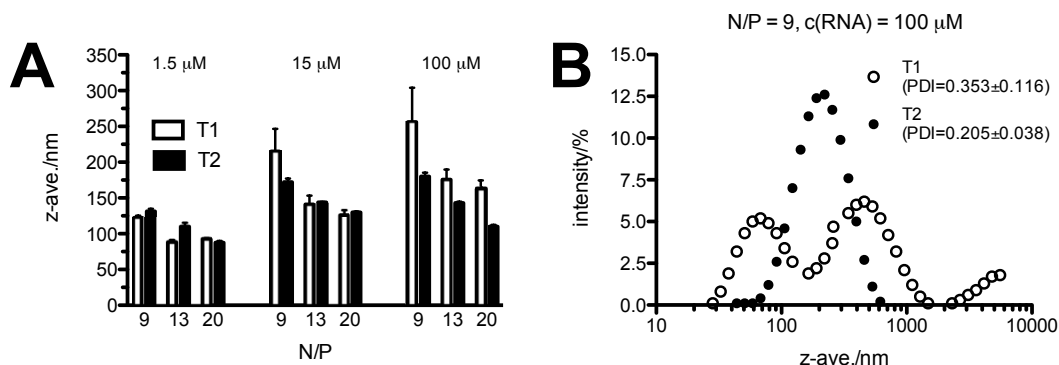 A
350
300
250
200
150
100
50
0
z-ave./nm
1.5 μM
15 μM
100 μM
T1
T2
9 13 20 9 13 20 9 13 20
N/P
B
N/P = 9, c(RNA) = 100 μM
15.0
12.5
10.0
7.5
5.0
2.5
0.0
intensity/%
T1
(PDI=0.353±0.116)
T2
(PDI=0.205±0.038)
10 100 1000 10000
z-ave./nm